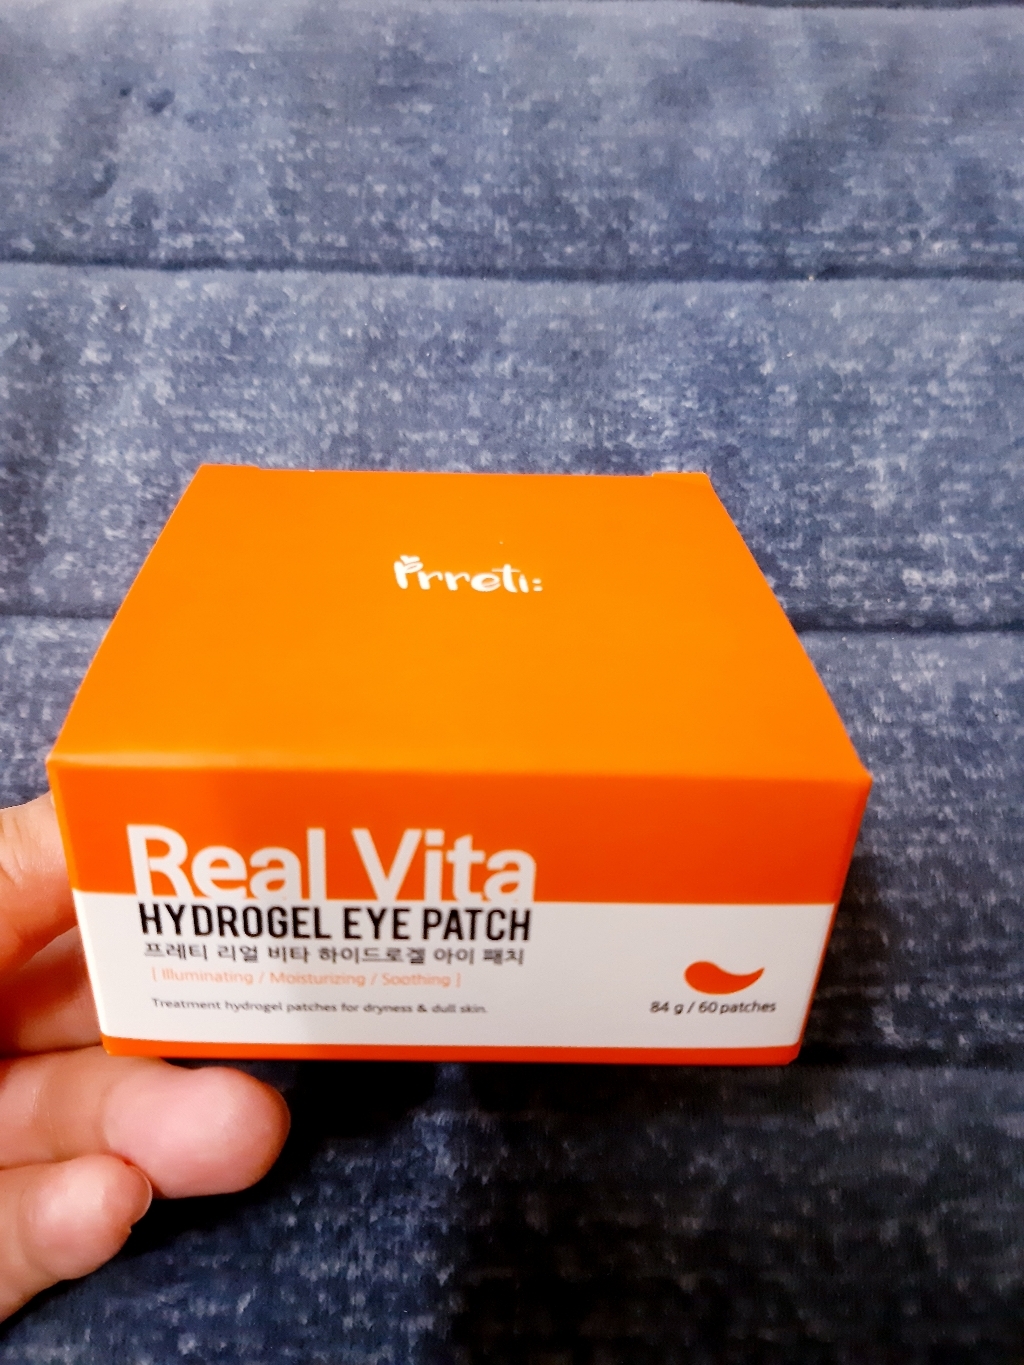 Prreti:
Real Vita
HYDROGEL EYE PATCH
프레티 리얼 비타 하이드로겔 아이 패치
[ Illuminating / Moisturizing / Soothing ]
Treatment hydrogel patches for dryness & dull skin.
84 g / 60 patches